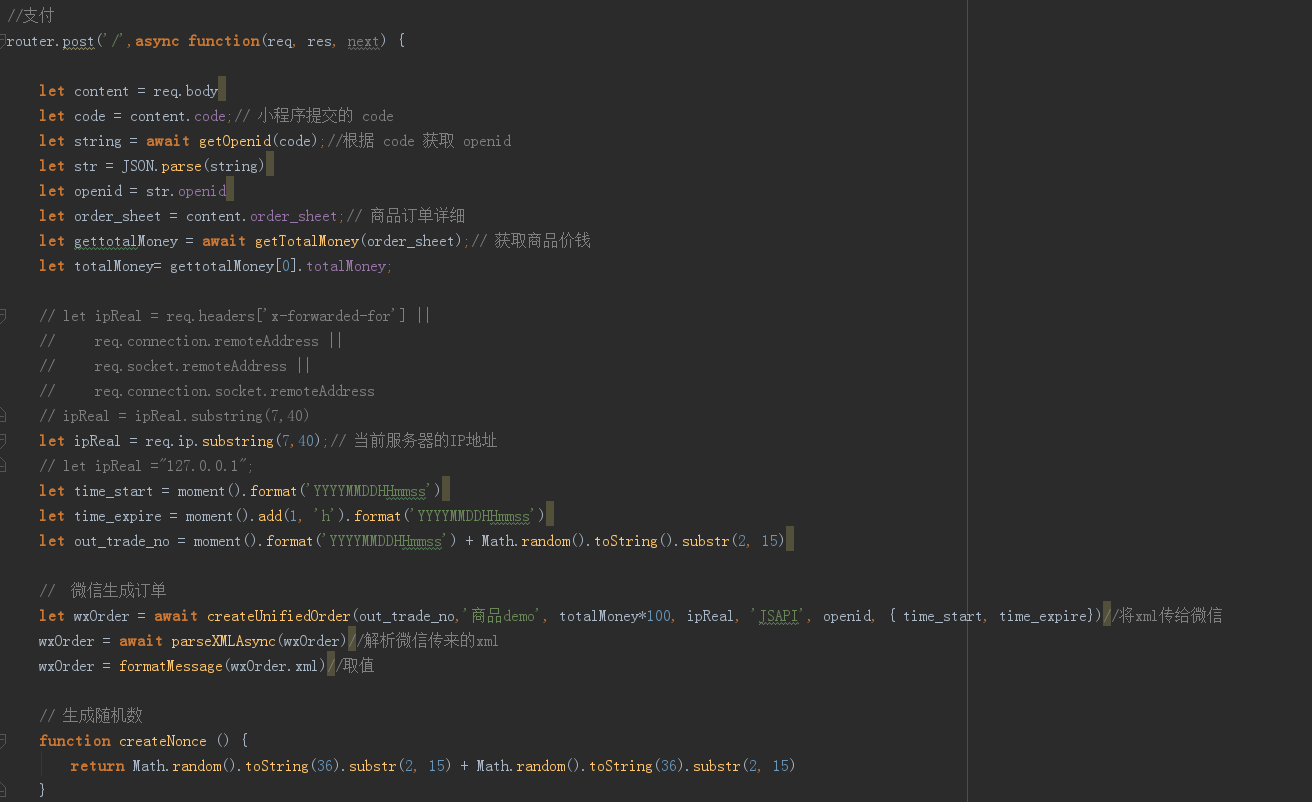 //支付
router.post('/',async function(req, res, next) {
let content = req.body
let code = content.code;// 小程序提交的 code
let string = await getOpenid(code);//根据 code 获取 openid
let str = JSON.parse(string)
let openid = str.openid
let order_sheet = content.order_sheet;// 商品订单详细
let gettotalMoney = await getTotalMoney(order_sheet);// 获取商品价钱
let totalMoney= gettotalMoney[0].totalMoney;
// let ipReal = req.headers['x-forwarded-for'] ||
//     req.connection.remoteAddress ||
//     req.socket.remoteAddress ||
//     req.connection.socket.remoteAddress
// ipReal = ipReal.substring(7,40)
let ipReal = req.ip.substring(7,40);// 当前服务器的IP地址
// let ipReal ="127.0.0.1";
let time_start = moment().format('YYYYMMDDHHmmss')
let time_expire = moment().add(1, 'h').format('YYYYMMDDHHmmss')
let out_trade_no = moment().format('YYYYMMDDHHmmss') + Math.random().toString().substr(2, 15)
//  微信生成订单
let wxOrder = await createUnifiedOrder(out_trade_no,'商品demo', totalMoney*100, ipReal, 'JSAPI', openid, { time_start, time_expire})//将xml传给微信
wxOrder = await parseXMLAsync(wxOrder)//解析微信传来的xml
wxOrder = formatMessage(wxOrder.xml)//取值
// 生成随机数
function createNonce () {
return Math.random().toString(36).substr(2, 15) + Math.random().toString(36).substr(2, 15)
}